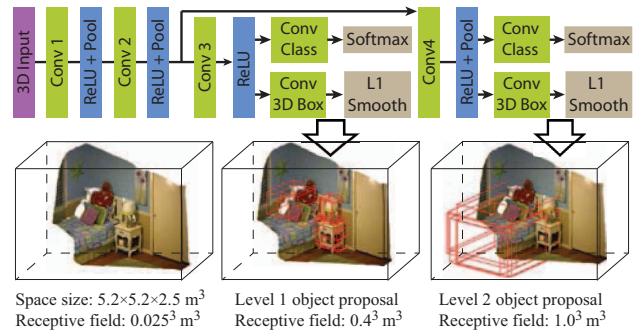 3D Input
Conv 1
ReLU + Pool
Conv 2
ReLU + Pool
Conv 3
ReLU
Conv
Class
Softmax
Conv
3D Box
L1
Smooth
Conv4
ReLU + Pool
Conv
Class
Softmax
Conv
3D Box
L1
Smooth
Space size: 5.2×5.2×2.5 m³
Receptive field: 0.025³ m³
Level 1 object proposal
Receptive field: 0.4³ m³
Level 2 object proposal
Receptive field: 1.0³ m³